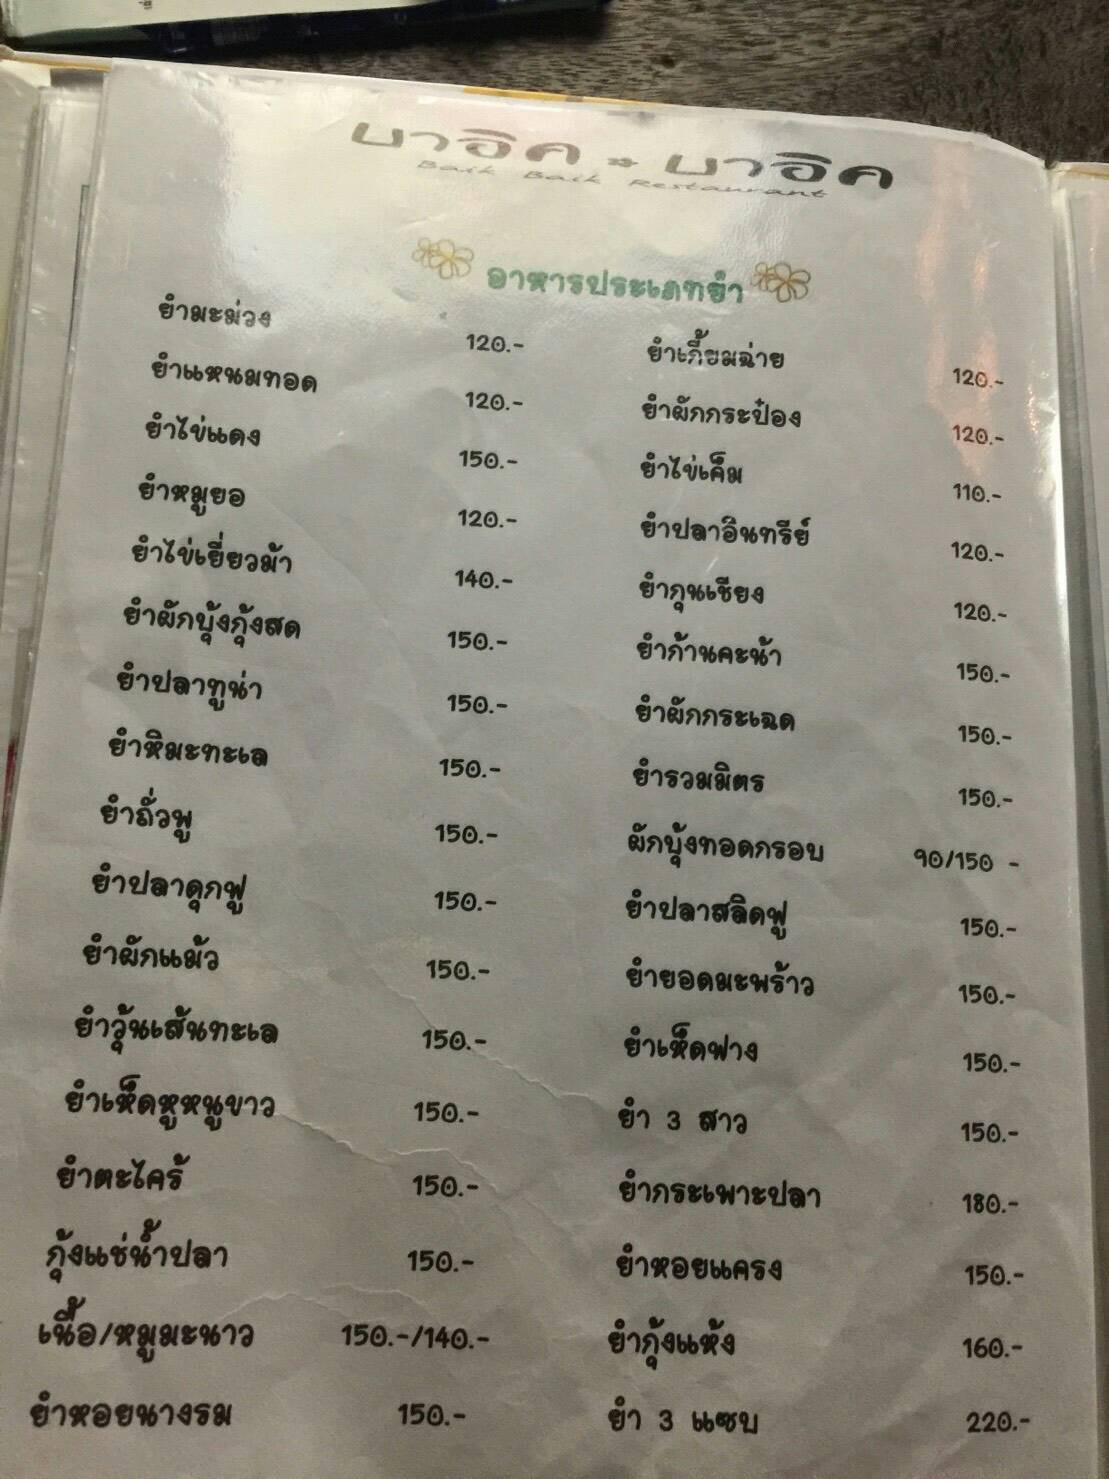 บาอิค ~ บาอิค
Baik Baik Restaurant
อาหารประเภทยำ
ยำมะม่วง 120.-
ยำแหนมทอด 120.-
ยำไข่แดง 150.-
ยำหมูยอ 120.-
ยำไข่เยี่ยวม้า 140.-
ยำผักบุ้งกุ้งสด 150.-
ยำปลาทูน่า 150.-
ยำหิมะทะเล 150.-
ยำถั่วพู 150.-
ยำปลาดุกฟู 150.-
ยำผักแม้ว 150.-
ยำวุ้นเส้นทะเล 150.-
ยำเห็ดหูหนูขาว 150.-
ยำตะไคร้ 150.-
กุ้งแช่น้ำปลา 150.-
เนื้อ/หมูมะนาว 150.-/140.-
ยำหอยนางรม 150.-
ยำเกี้ยมฉ่าย 120.-
ยำผักกระป๋อง 120.-
ยำไข่เค็ม 110.-
ยำปลาอินทรีย์ 120.-
ยำกุนเชียง 120.-
ยำก้านคะน้า 150.-
ยำผักกระเฉด 150.-
ยำรวมมิตร 150.-
ผักบุ้งทอดกรอบ 90/150 -
ยำปลาสลิดฟู 150.-
ยำยอดมะพร้าว 150.-
ยำเห็ดฟาง 150.-
ยำ 3 สาว 150.-
ยำกระเพาะปลา 180.-
ยำหอยแครง 150.-
ยำกุ้งแห้ง 160.-
ยำ 3 แซบ 220.-